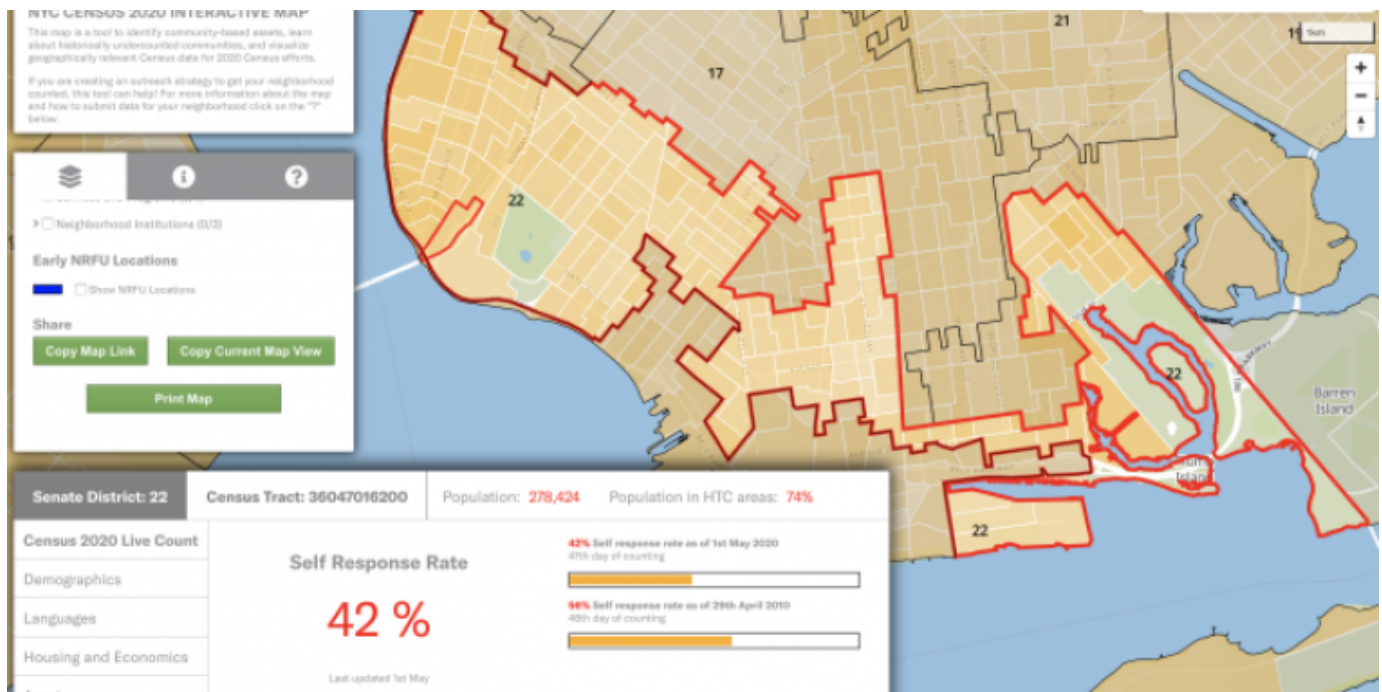 NYC CENSUS 2020 INTERACTIVE MAP
This map is a tool to identify community-based assets, learn
about historically undercounted communities, and visualize
geographically relevant Census data for 2020 Census efforts.
If you are creating an outreach strategy to get your neighborhood
counted, this tool can help! For more information about the map
and how to submit data for your neighborhood click on the "?"
below.
Neighborhood Institutions (0/3)
Early NRFU Locations
Show NRFU Locations
Share
Copy Map Link
Copy Current Map View
Print Map
21
1km
17
22
22
Barren
Island
22
Senate District: 22
Census Tract: 36047016200
Population: 278,424
Population in HTC areas: 74%
Census 2020 Live Count
Demographics
Languages
Housing and Economics
Self Response Rate
42 %
Last updated 1st May
42% Self response rate as of 1st May 2020
47th day of counting
56% Self response rate as of 29th April 2010
46th day of counting